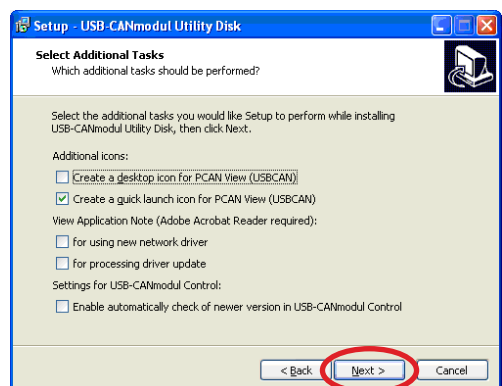 Setup - USB-CANmodul Utility Disk
Select Additional Tasks
Which additional tasks should be performed?
Select the additional tasks you would like Setup to perform while installing
USB-CANmodul Utility Disk, then click Next.
Additional icons:
Create a desktop icon for PCAN View (USBCAN)
Create a quick launch icon for PCAN View (USBCAN)
View Application Note (Adobe Acrobat Reader required):
for using new network driver
for processing driver update
Settings for USB-CANmodul Control:
Enable automatically check of newer version in USB-CANmodul Control
< Back Next > Cancel